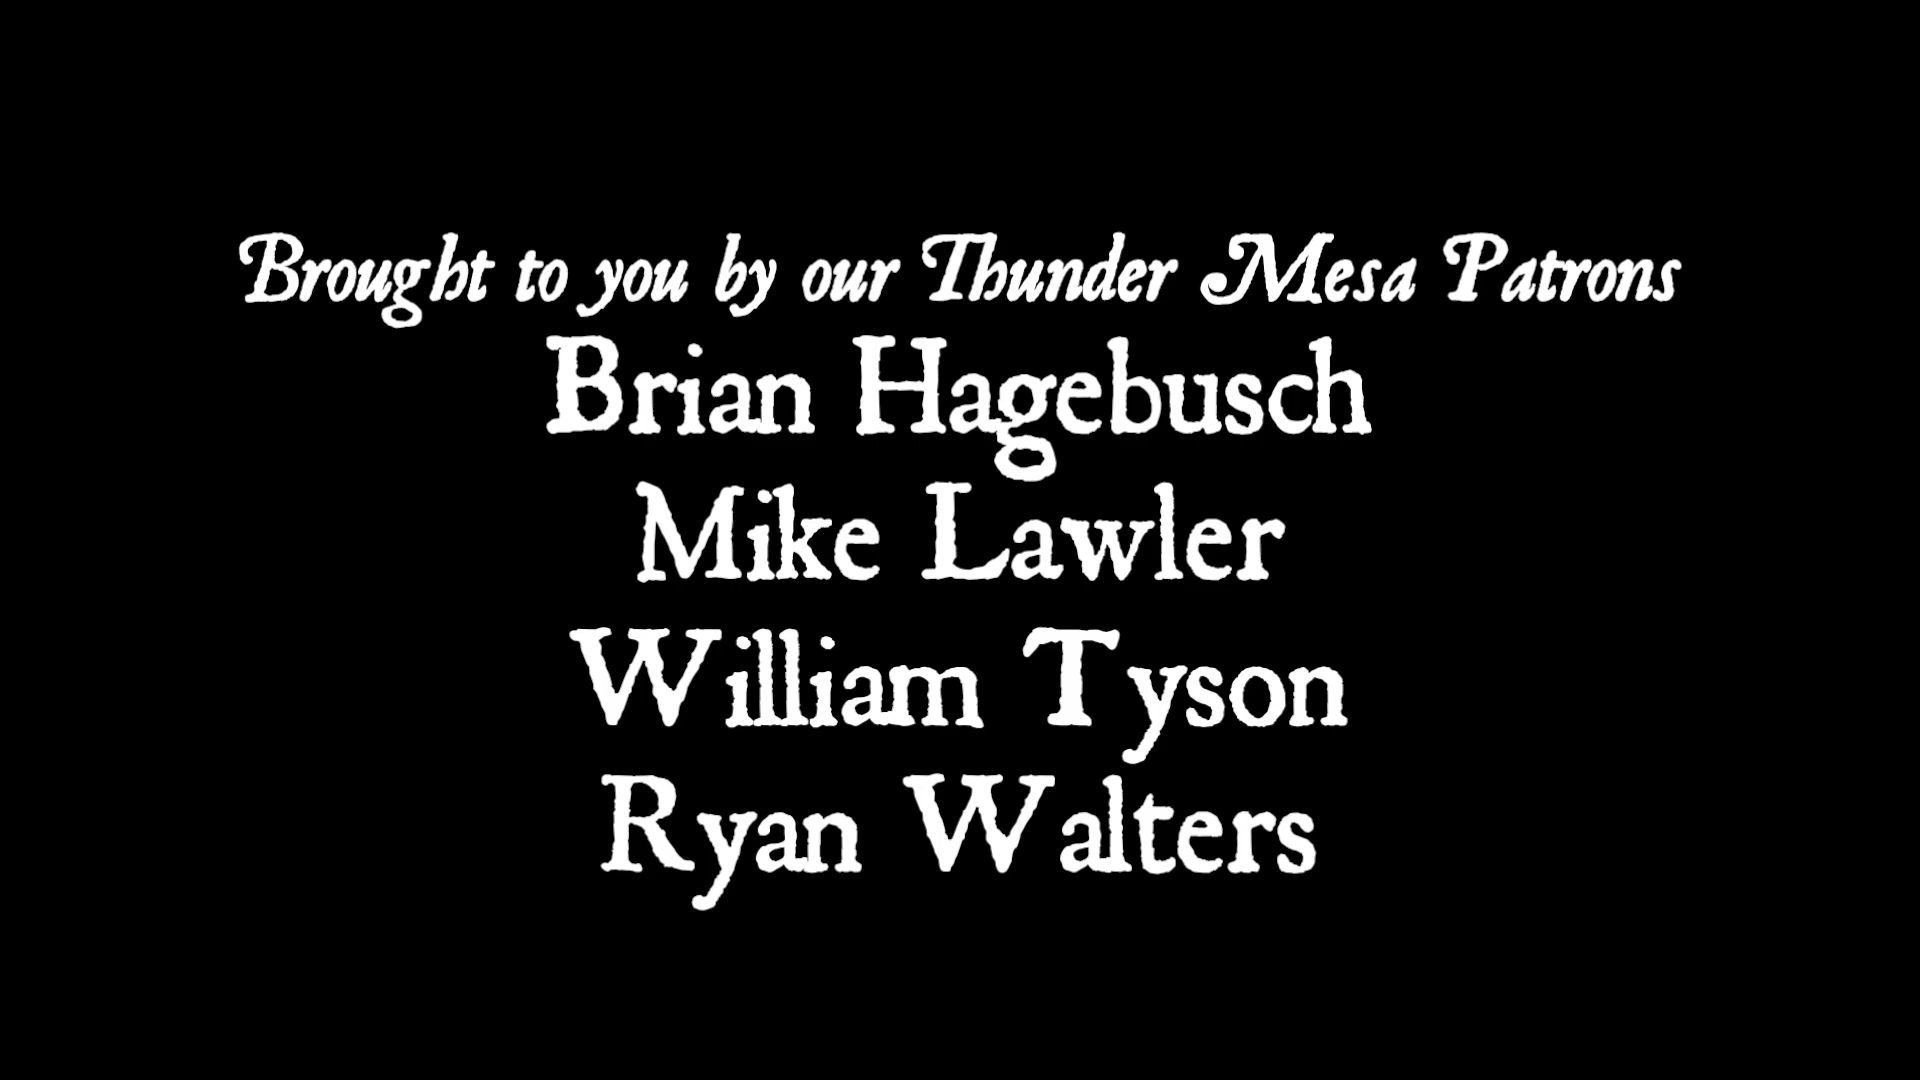 Brought to you by our Thunder Mesa Patrons
Brian Hagebusch
Mike Lawler
William Tyson
Ryan Walters